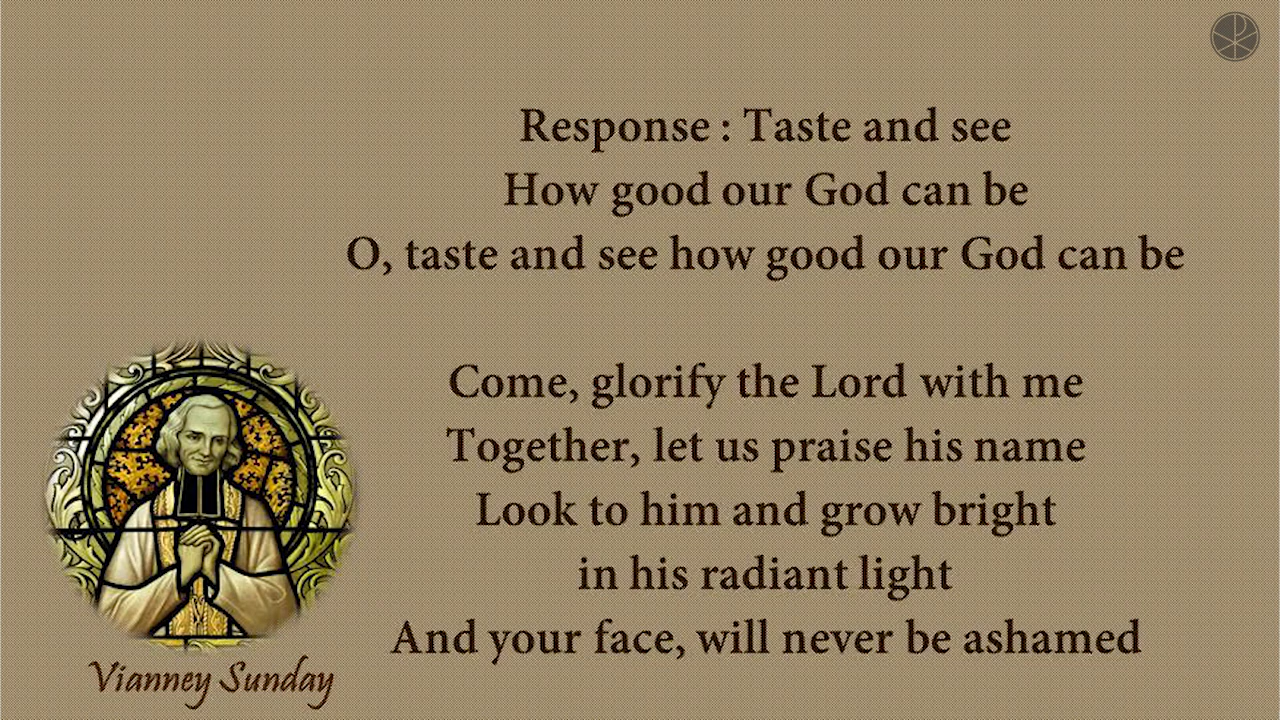 Response : Taste and see
How good our God can be
O, taste and see how good our God can be
Come, glorify the Lord with me
Together, let us praise his name
Look to him and grow bright
in his radiant light
And your face, will never be ashamed
Vianney Sunday